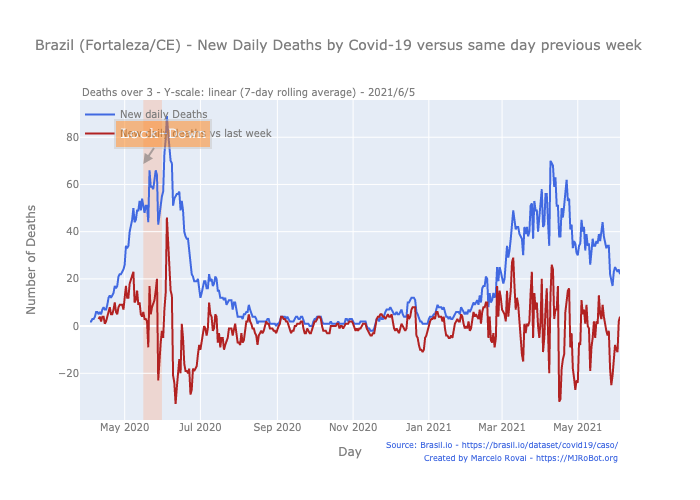 Brazil (Fortaleza/CE) - New Daily Deaths by Covid-19 versus same day previous week
Deaths over 3 - Y-scale: linear (7-day rolling average) - 2021/6/5
New daily Deaths
vs last week
Number of Deaths
80
60
40
20
0
−20
May 2020
Jul 2020
Sep 2020
Nov 2020
Jan 2021
Mar 2021
May 2021
Day
Source: Brasil.io - https://brasil.io/dataset/covid19/caso/
Created by Marcelo Rovai - https://MJRoBot.org